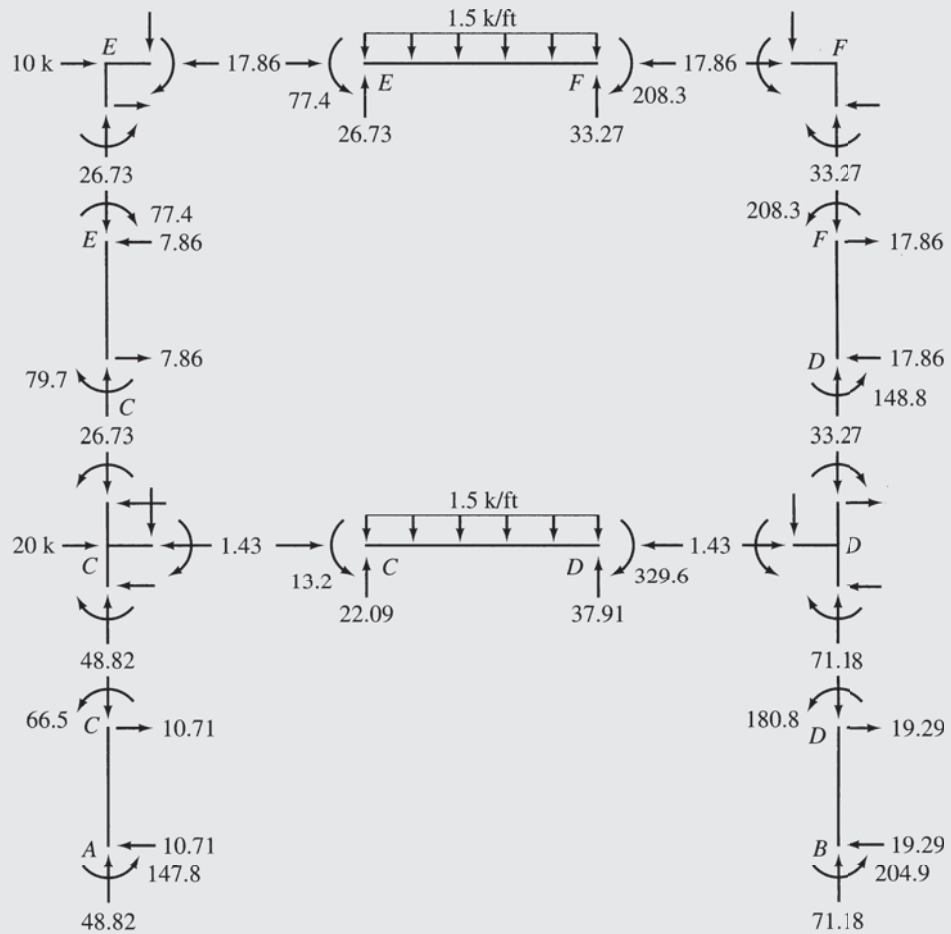 1.5 k/ft
E
F
10 k
17.86
E
F
17.86
77.4
208.3
26.73
33.27
26.73
33.27
77.4
208.3
E
7.86
F
17.86
7.86
D
17.86
79.7
C
148.8
26.73
33.27
1.5 k/ft
20 k
C
1.43
13.2
C
D
329.6
1.43
D
22.09
37.91
48.82
71.18
66.5
C
10.71
180.8
D
19.29
A
10.71
B
19.29
147.8
204.9
48.82
71.18